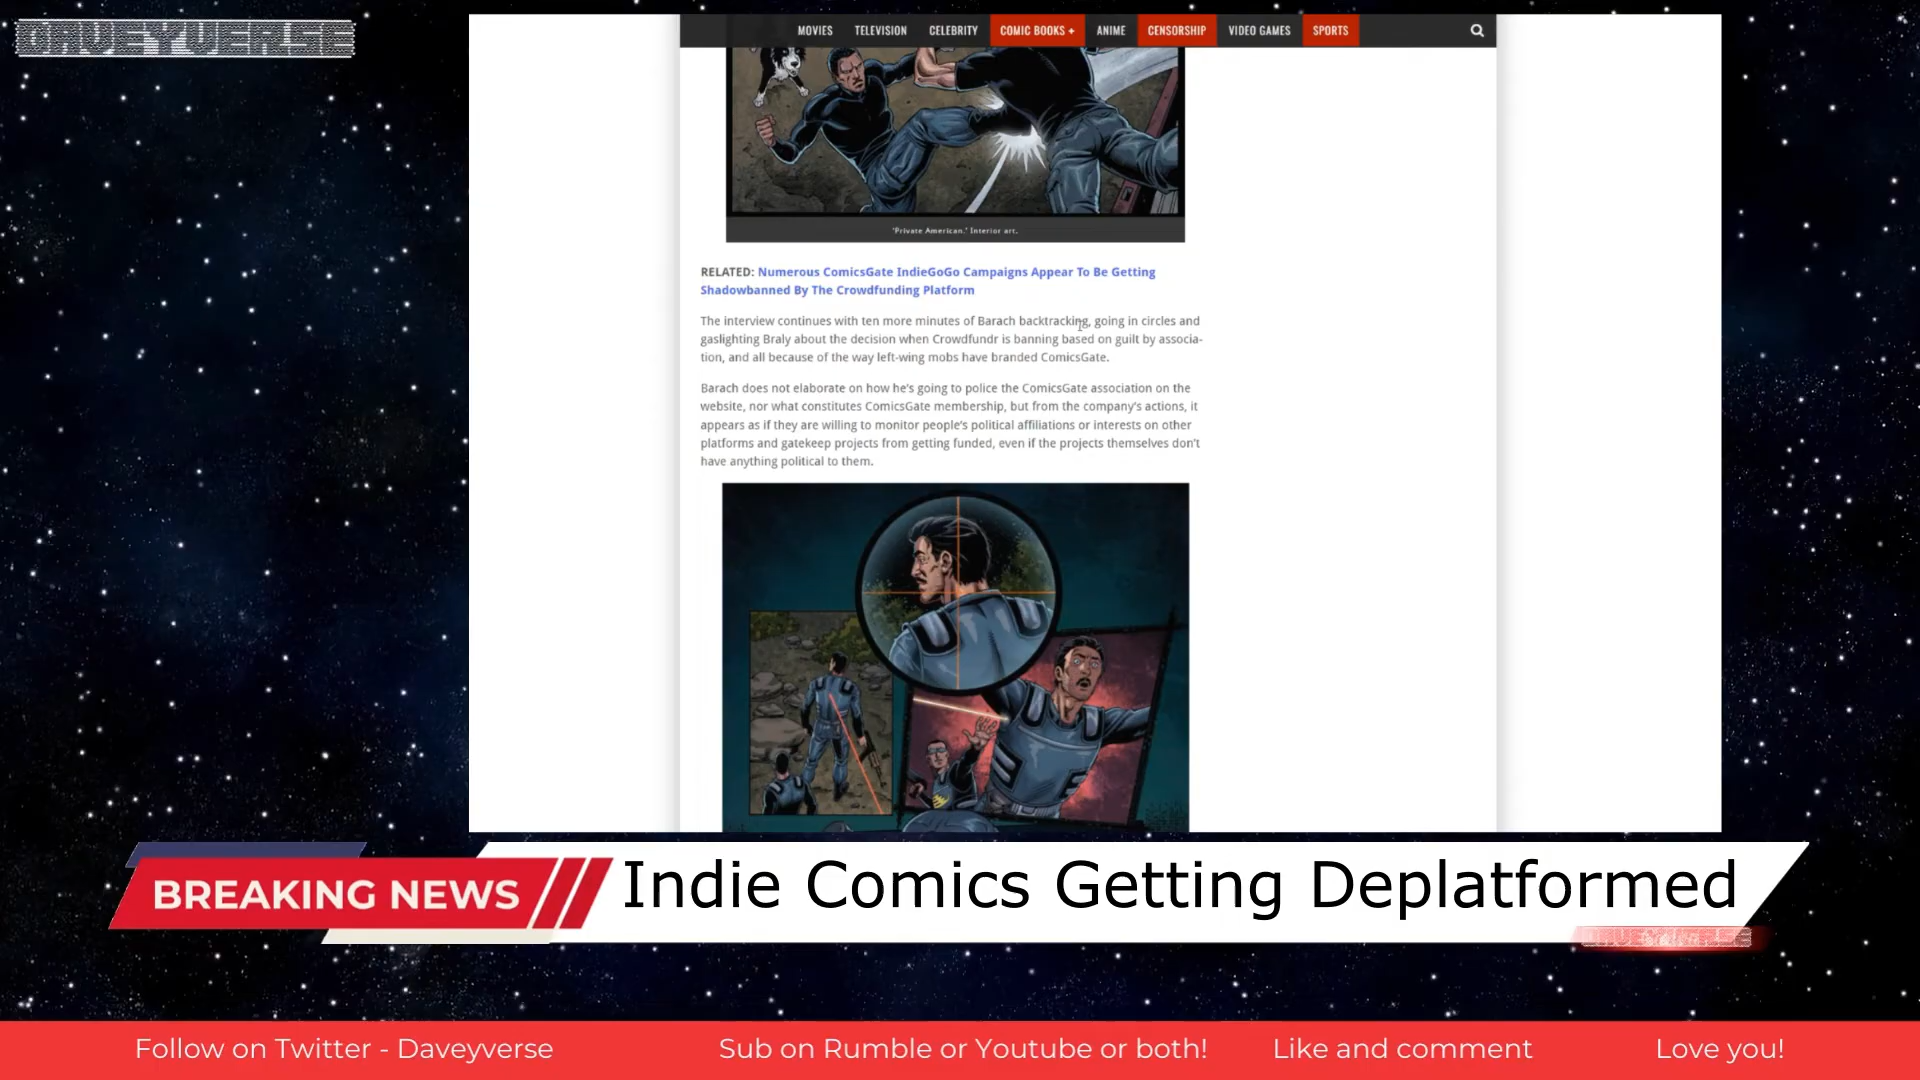 DAVEYVERSE
MOVIES TELEVISION CELEBRITY COMIC BOOKS + ANIME CENSORSHIP VIDEO GAMES SPORTS
'Private American.' Interior art.
RELATED: Numerous ComicsGate IndieGoGo Campaigns Appear To Be Getting
Shadowbanned By The Crowdfunding Platform
The interview continues with ten more minutes of Barach backtracking, going in circles and
gaslighting Braly about the decision when Crowdfundr is banning based on guilt by associa-
tion, and all because of the way left-wing mobs have branded ComicsGate.
Barach does not elaborate on how he's going to police the ComicsGate association on the
website, nor what constitutes ComicsGate membership, but from the company's actions, it
appears as if they are willing to monitor people's political affiliations or interests on other
platforms and gatekeep projects from getting funded, even if the projects themselves don't
have anything political to them.
BREAKING NEWS
Indie Comics Getting Deplatformed
Follow on Twitter - Daveyverse Sub on Rumble or Youtube or both! Like and comment Love you!